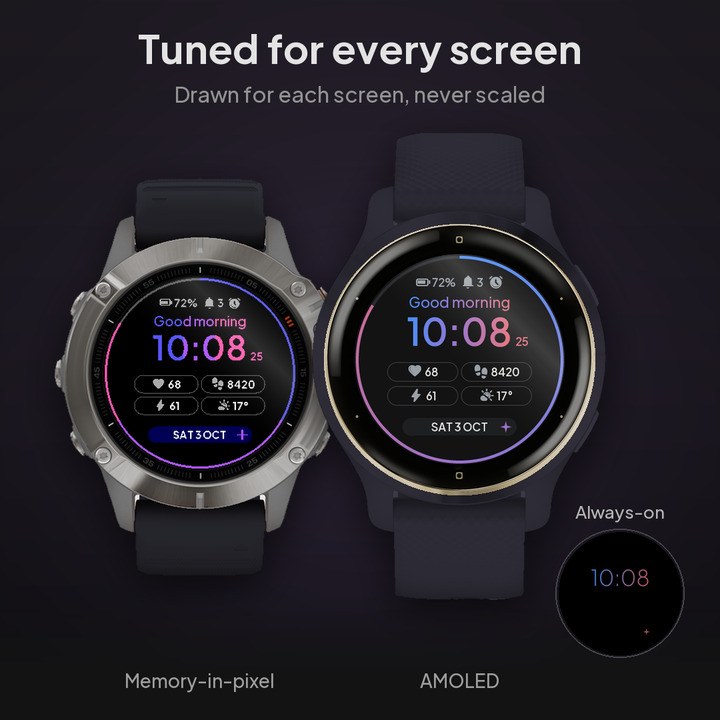 Tuned for every screen
Drawn for each screen, never scaled
72% 3
Good morning
10:08 25
68 8420
61 17°
SAT 3 OCT
72% 3
Good morning
10:08 25
68 8420
61 17°
SAT 3 OCT
Always-on
10:08
Memory-in-pixel
AMOLED